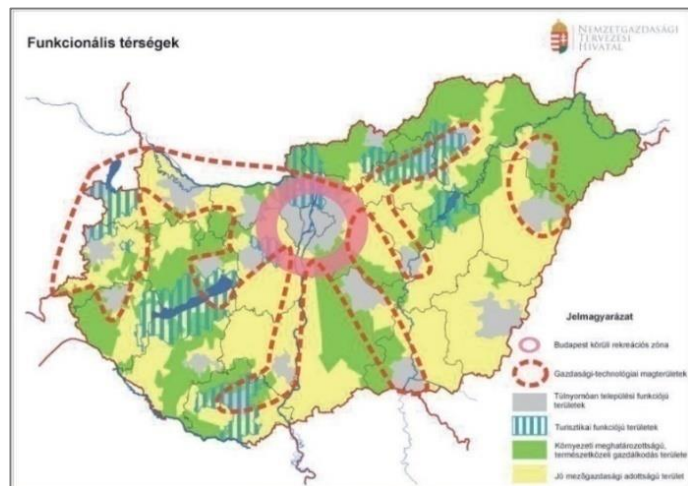 Funkcionális térségek
NEMZETGAZDASÁGI
TERVEZÉSI
HIVATAL
Jelmagyarázat
Budapest körüli rekreációs zóna
Gazdasági-technológiai magterületek
Túlnyomóan települési funkciójú
területek
Turisztikai funkciójú területek
Környezeti meghatározottságú,
természetközeli gazdálkodás területe
Jó mezőgazdasági adottságú terület